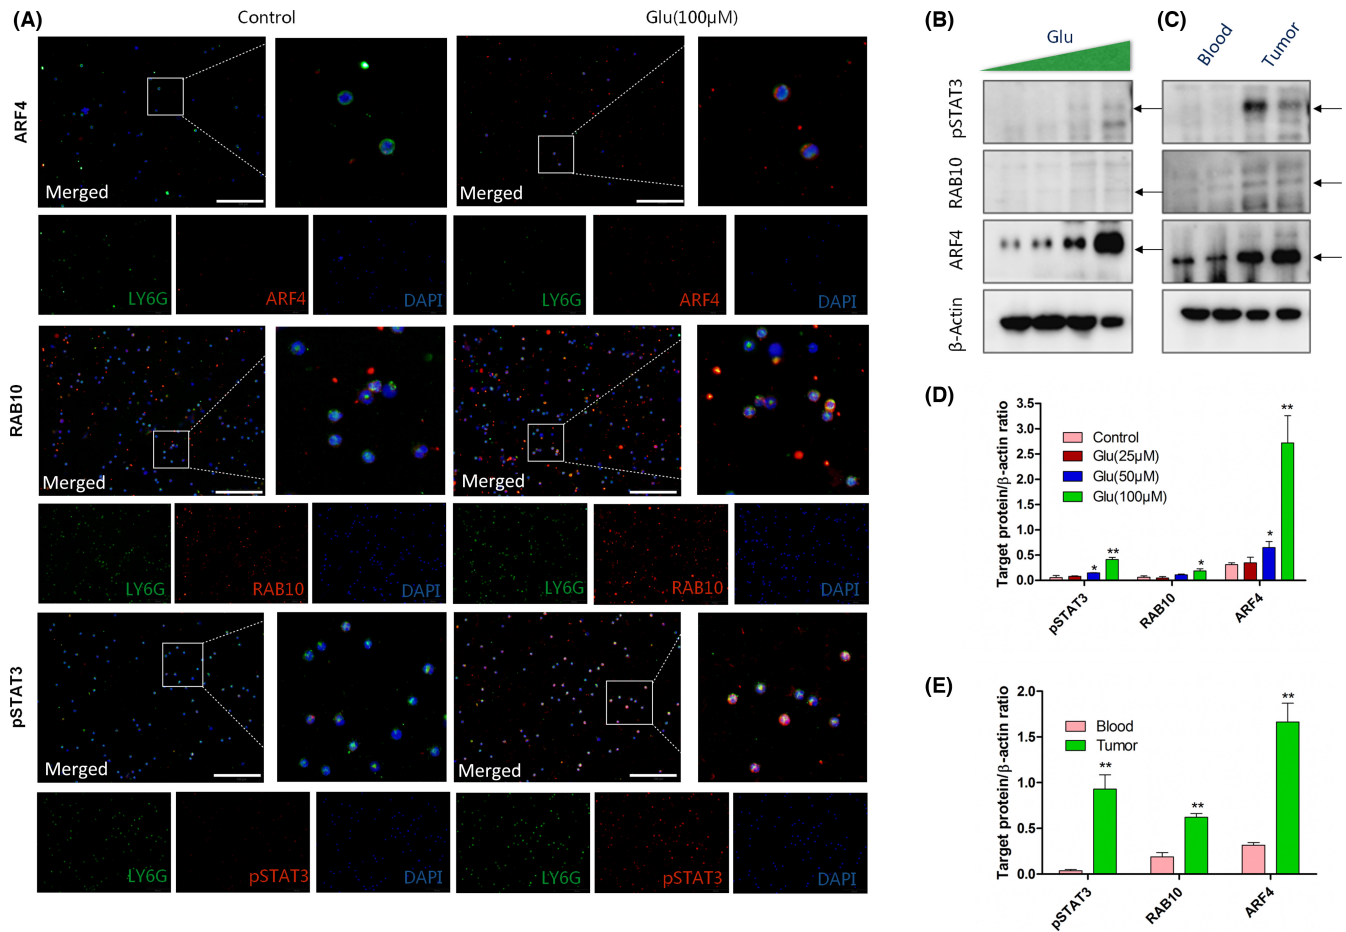 (A)
Control
Glu(100μM)
ARF4
Merged
Merged
LY6G
ARF4
DAPI
LY6G
ARF4
DAPI
RAB10
Merged
Merged
LY6G
RAB10
DAPI
LY6G
RAB10
DAPI
pSTAT3
Merged
Merged
LY6G
pSTAT3
DAPI
LY6G
pSTAT3
DAPI
(B)
Glu
pSTAT3
RAB10
ARF4
β-Actin
(C)
Blood
Tumor
(D)
Target protein/β-actin ratio
3.5
3.0
2.5
2.0
1.5
1.0
0.5
0.0
Control
Glu(25μM)
Glu(50μM)
Glu(100μM)
*
**
*
*
**
pSTAT3
RAB10
ARF4
(E)
Target protein/β-actin ratio
2.0
1.5
1.0
0.5
0.0
Blood
Tumor
**
**
**
pSTAT3
RAB10
ARF4